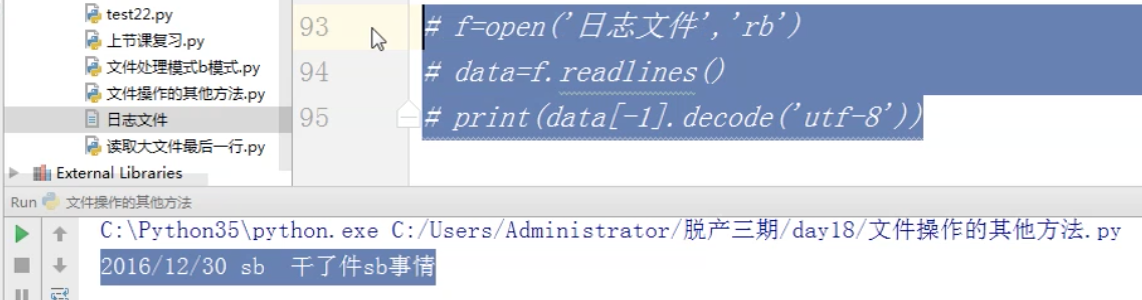 test22.py
上节课复习.py
文件处理模式b模式.py
文件操作的其他方法.py
日志文件
读取大文件最后一行.py
External Libraries
93 # f=open('日志文件','rb')
94 # data=f.readlines()
95 # print(data[-1].decode('utf-8'))
Run 文件操作的其他方法
C:\Python35\python.exe C:/Users/Administrator/脱产三期/day18/文件操作的其他方法.py
2016/12/30 sb  干了件sb事情